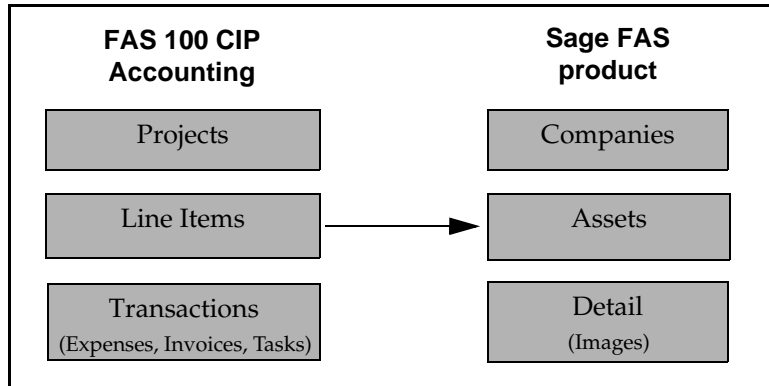 FAS 100 CIP
Accounting
Sage FAS
product
Projects
Companies
Line Items
Assets
Transactions
(Expenses, Invoices, Tasks)
Detail
(Images)